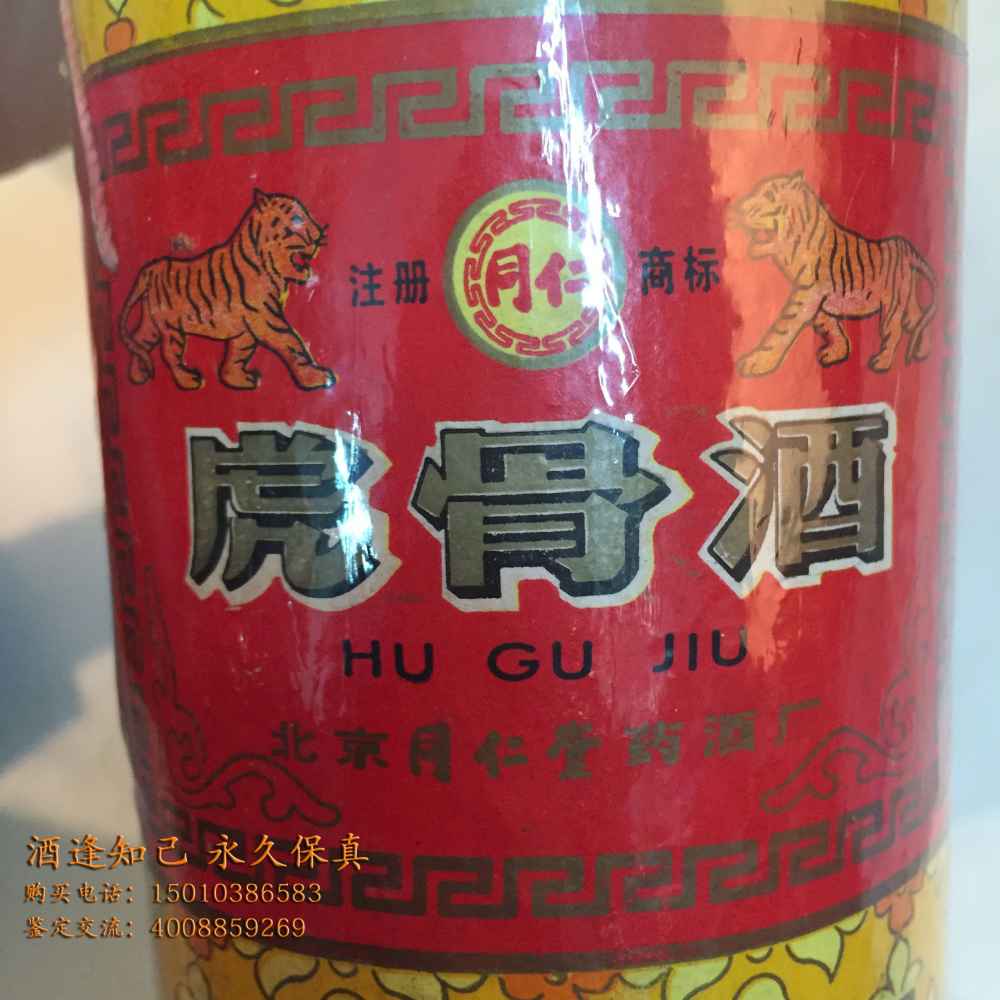 注册 同仁 商标
虎骨酒
HU GU JIU
北京同仁堂药酒厂
酒逢知己 永久保真
购买电话：15010386583
鉴定交流：4008859269